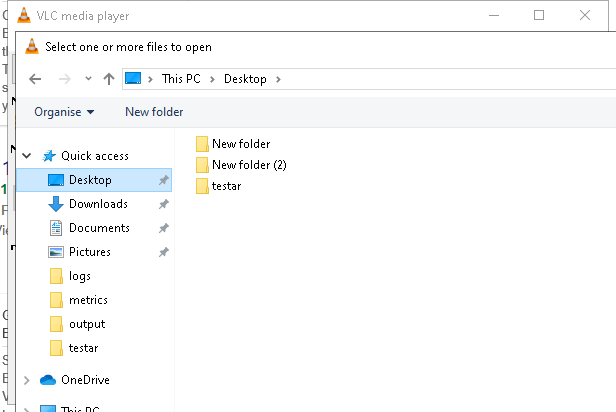 VLC media player
Select one or more files to open
This PC > Desktop >
Organise New folder
Quick access
Desktop
Downloads
Documents
Pictures
logs
metrics
output
testar
OneDrive
This PC
New folder
New folder (2)
testar